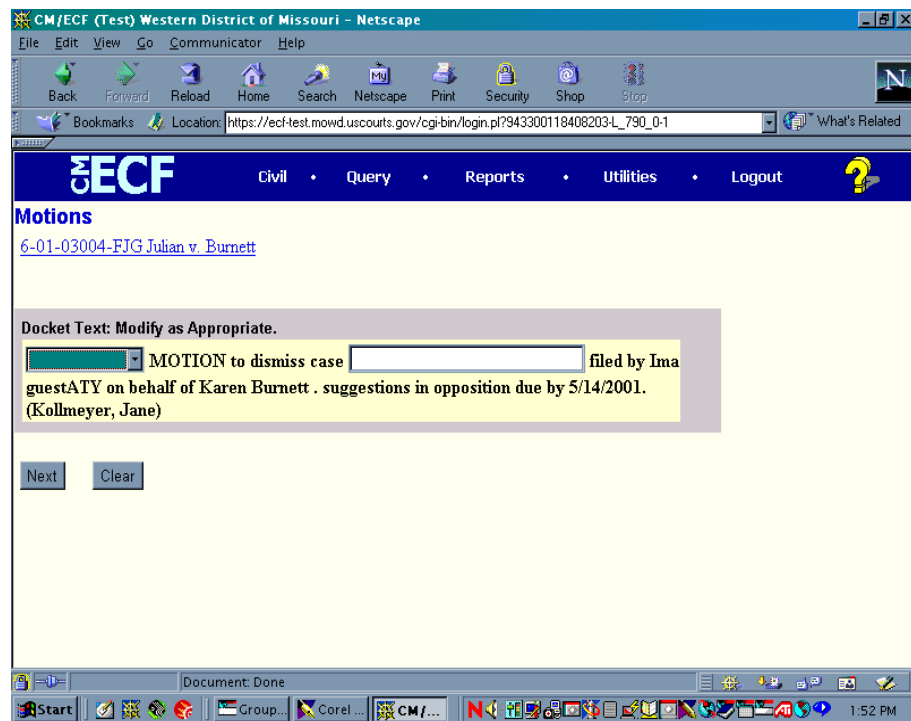 CM/ECF (Test) Western District of Missouri - Netscape
File Edit View Go Communicator Help
My
N
Back Forward Reload Home Search Netscape Print Security Shop Stop
Bookmarks Location: https://ecf-test.mowd.uscourts.gov/cgi-bin/login.pl?943300118408203-L_790_0-1 What's Related
CM ECF Civil • Query • Reports • Utilities • Logout ?
Motions
6-01-03004-FJG Julian v. Burnett
Docket Text: Modify as Appropriate.
MOTION to dismiss case filed by Ima
guestATY on behalf of Karen Burnett . suggestions in opposition due by 5/14/2001.
(Kollmeyer, Jane)
Next Clear
Document: Done
Start Group... Corel ... CM/... N 1:52 PM